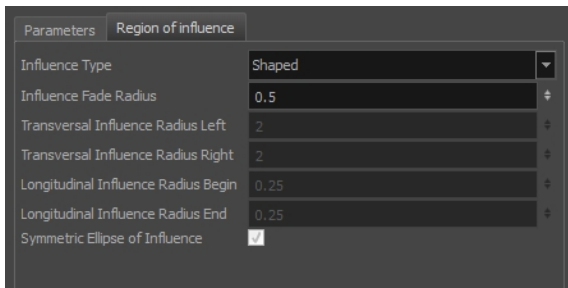 Parameters Region of influence
Influence Type Shaped
Influence Fade Radius 0.5
Transversal Influence Radius Left 2
Transversal Influence Radius Right 2
Longitudinal Influence Radius Begin 0.25
Longitudinal Influence Radius End 0.25
Symmetric Ellipse of Influence